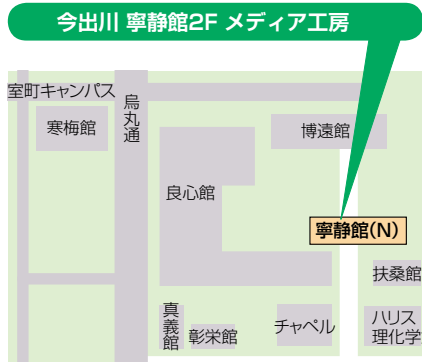 今出川 寧静館2F メディア工房
室町キャンパス
烏丸通
寒梅館
博遠館
良心館
寧静館(N)
扶桑館
真義館
彰栄館
チャペル
ハリス
理化学